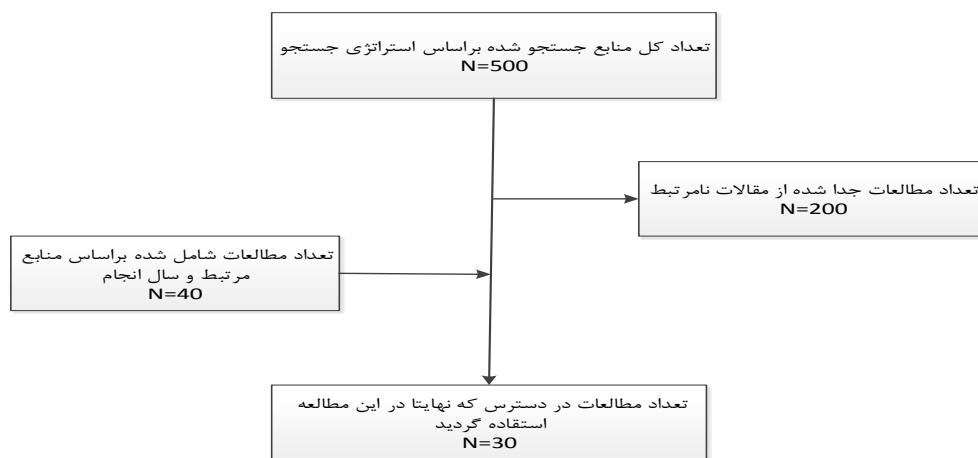 تعداد کل منابع جستجو شده براساس استراتژی جستجو
N=500
تعداد مطالعات جدا شده از مقالات نامرتبط
N=200
تعداد مطالعات شامل شده براساس منابع
مرتبط و سال انجام
N=40
تعداد مطالعات در دسترس که نهایتا در این مطالعه
استقاده گردید
N=30